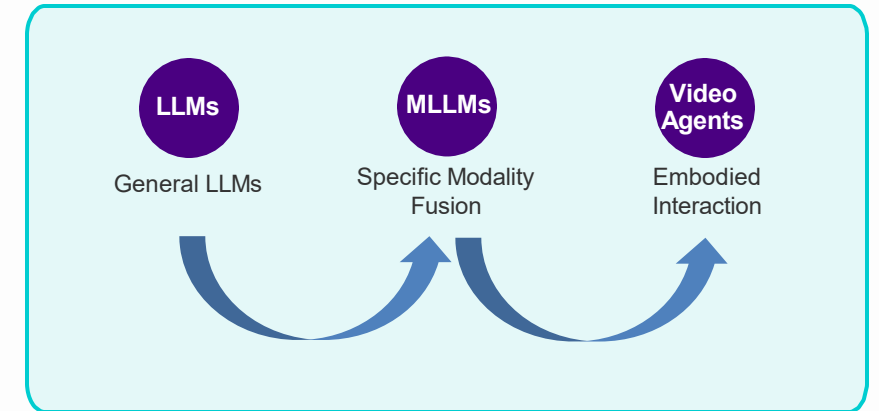 LLMs
General LLMs
MLLMs
Specific Modality
Fusion
Video
Agents
Embodied
Interaction